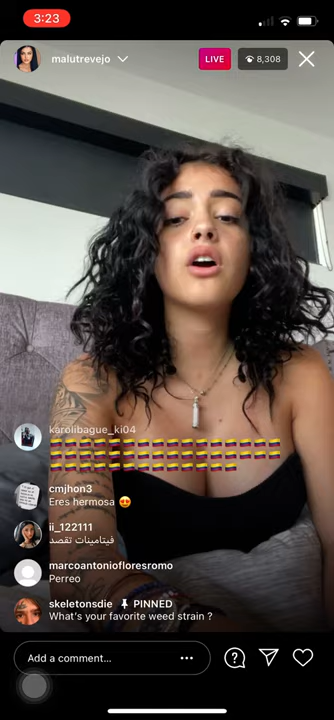 3:23
malutrevejo
LIVE
8,308
karolibague_ki04
🇨🇴🇨🇴🇨🇴🇨🇴🇨🇴🇨🇴🇨🇴🇨🇴🇨🇴🇨🇴🇨🇴🇨🇴🇨🇴🇨🇴🇨🇴🇨🇴
🇨🇴🇨🇴🇨🇴🇨🇴🇨🇴🇨🇴🇨🇴🇨🇴🇨🇴🇨🇴🇨🇴🇨🇴🇨🇴🇨🇴🇨🇴🇨🇴
🇨🇴🇨🇴🇨🇴🇨🇴🇨🇴🇨🇴🇨🇴🇨🇴🇨🇴🇨🇴🇨🇴🇨🇴🇨🇴
cmjhon3
Eres hermosa 😍
ii_122111
فيتامينات تقصد
marcoantoniofloresromo
Perreo
skeletonsdie 📌 PINNED
What's your favorite weed strain ?
Add a comment...